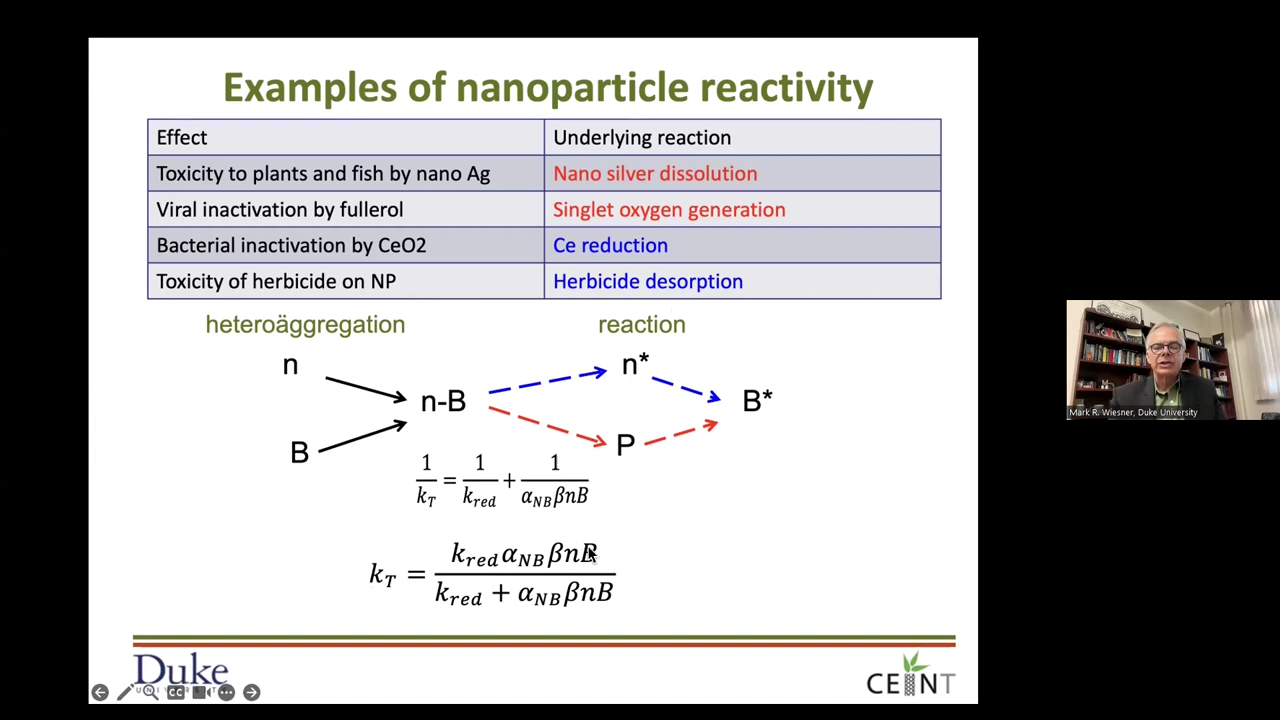 Examples of nanoparticle reactivity
Effect Underlying reaction
Toxicity to plants and fish by nano Ag Nano silver dissolution
Viral inactivation by fullerol Singlet oxygen generation
Bacterial inactivation by CeO2 Ce reduction
Toxicity of herbicide on NP Herbicide desorption
heteroäggregation reaction
n n*
n-B B*
B P
1/k_T = 1/k_red + 1/α_NB βnB
k_T = k_red α_NB βnB / k_red + α_NB βnB
Duke
UNIVERSITY
CEINT
CC
Mark R. Wiesner, Duke University